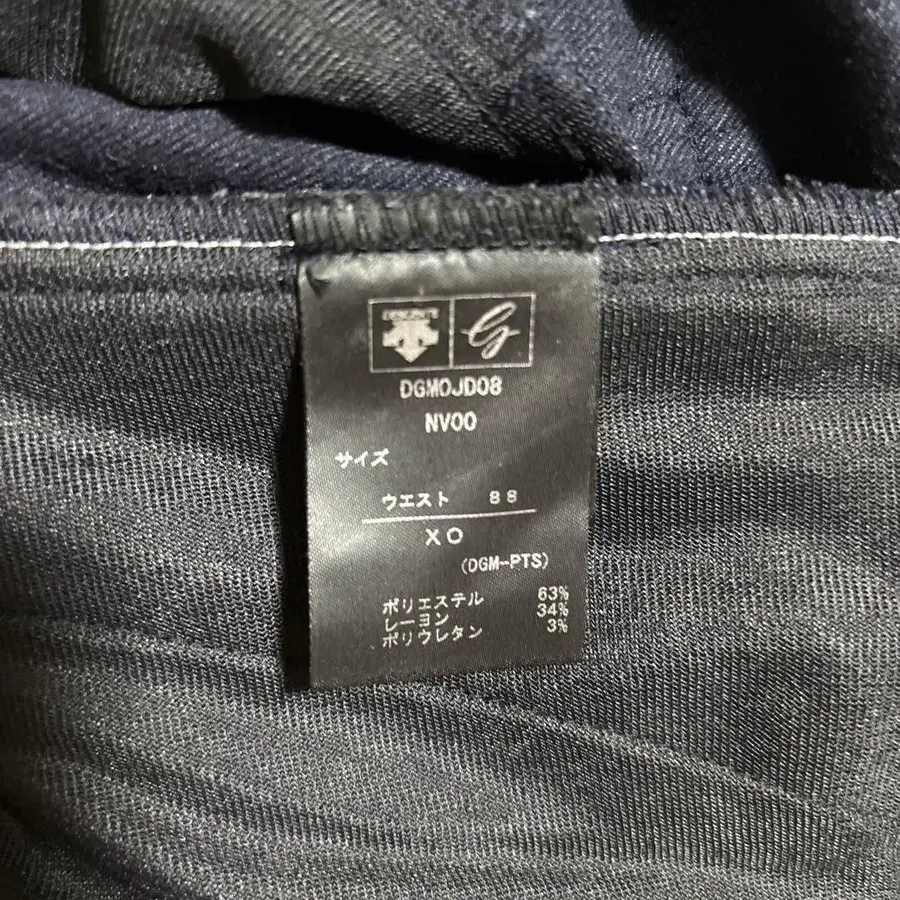 DGMOJD08
NV00
サイズ
ウエスト 88
XO
(DGM-PTS)
ポリエステル 63%
レーヨン 34%
ポリウレタン 3%